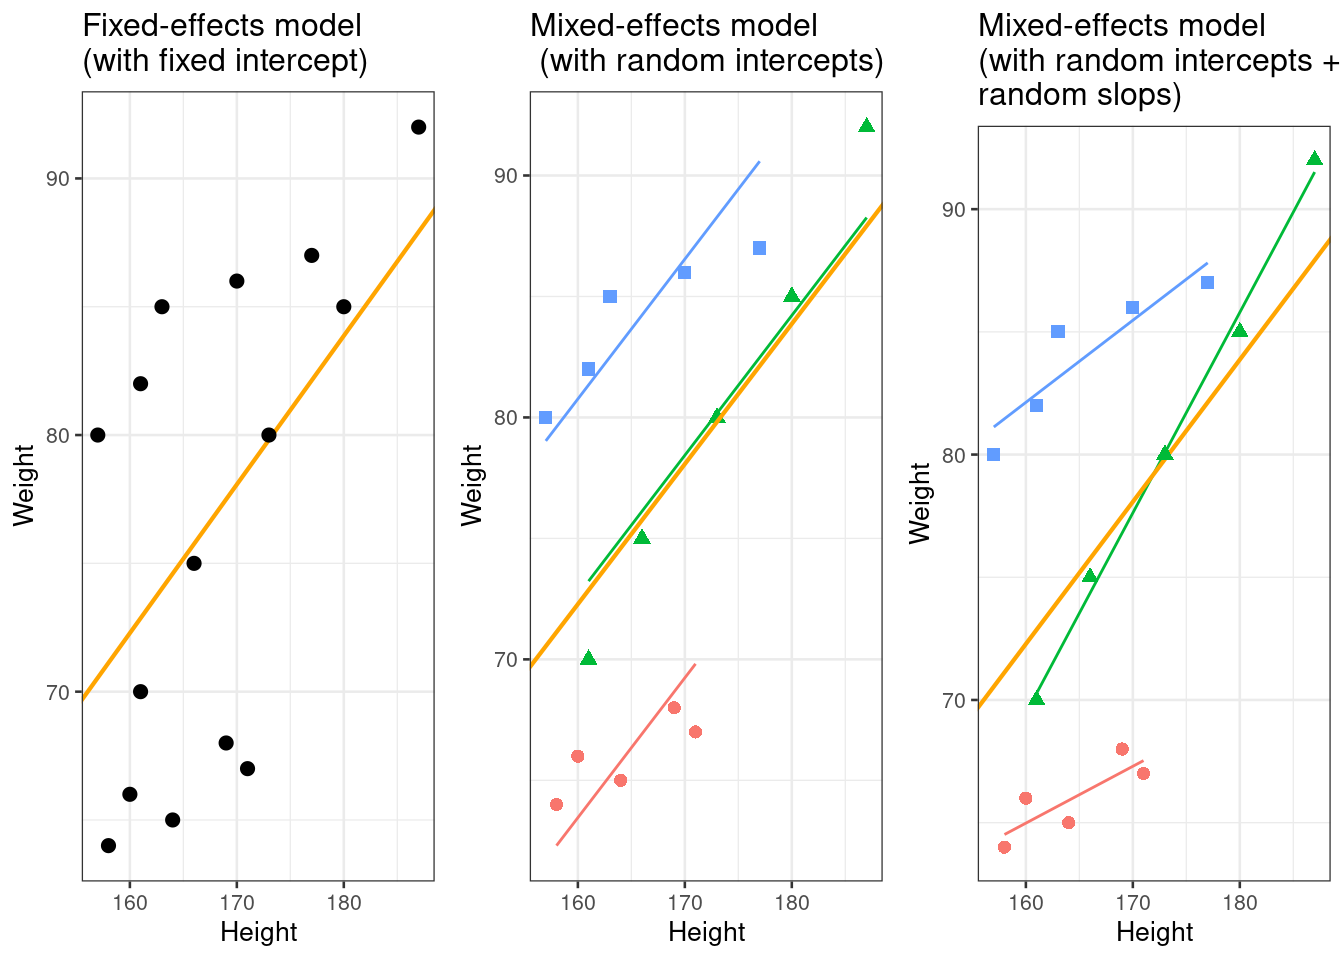 Fixed-effects model
(with fixed intercept)
90
80
70
Weight
160 170 180
Height
Mixed-effects model
(with random intercepts)
90
80
70
Weight
160 170 180
Height
Mixed-effects model
(with random intercepts +
random slops)
90
80
70
Weight
160 170 180
Height